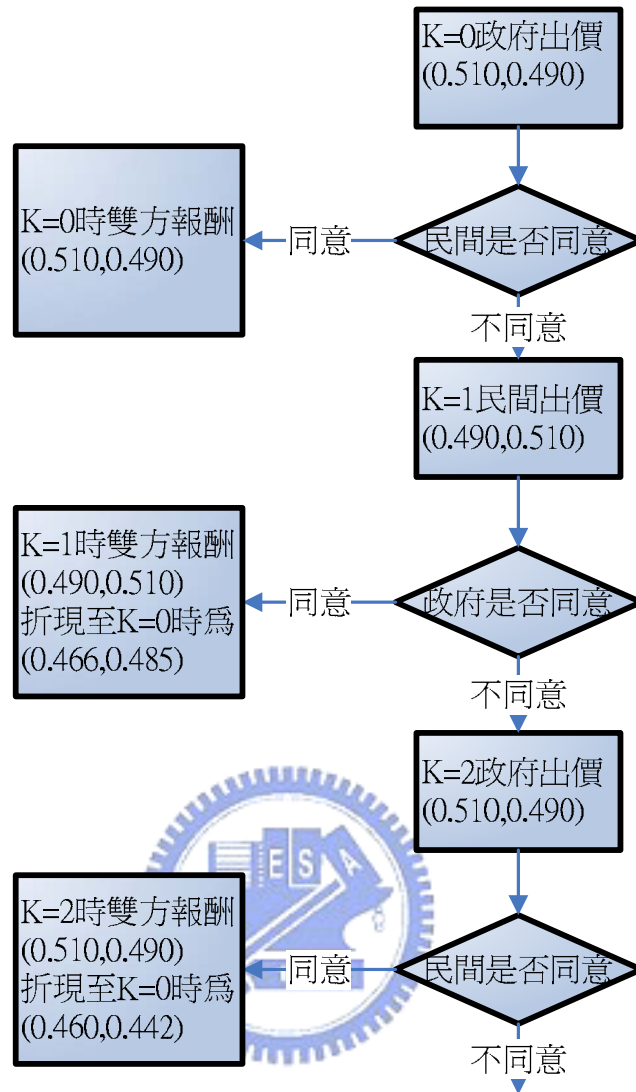 K=0政府出價
(0.510,0.490)
民間是否同意
同意
K=0時雙方報酬
(0.510,0.490)
不同意
K=1民間出價
(0.490,0.510)
政府是否同意
同意
K=1時雙方報酬
(0.490,0.510)
折現至K=0時爲
(0.466,0.485)
不同意
K=2政府出價
(0.510,0.490)
民間是否同意
同意
K=2時雙方報酬
(0.510,0.490)
折現至K=0時爲
(0.460,0.442)
不同意
E S A